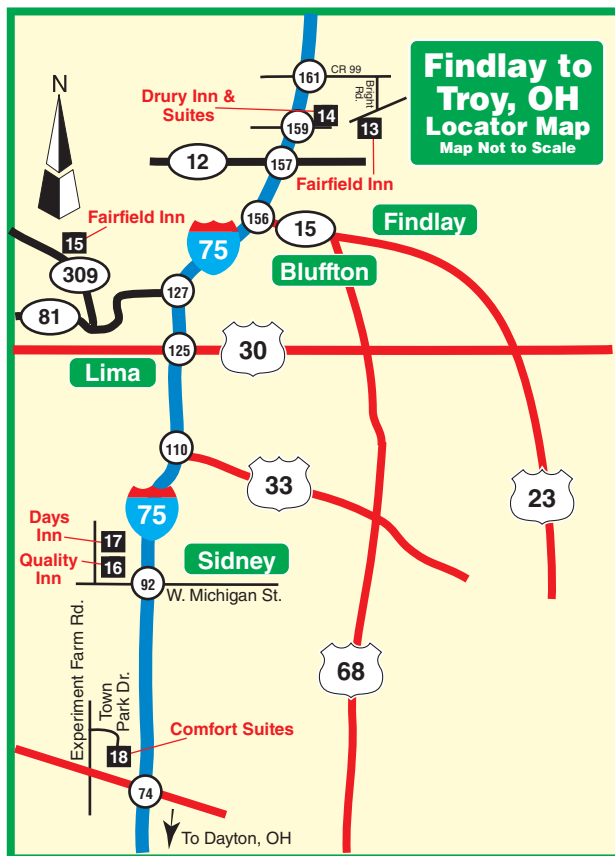 Findlay to
Troy, OH
Locator Map
Map Not to Scale
N
161
CR 99
Bright
Rd.
Drury Inn &
Suites
14
13
159
12
157
Fairfield Inn
Fairfield Inn
15
156
15
Findlay
75
Bluffton
309
127
81
125
30
Lima
110
33
23
75
Days
Inn
17
Quality
Inn
16
Sidney
92
W. Michigan St.
68
Experiment Farm Rd.
Town
Park Dr.
Comfort Suites
18
74
To Dayton, OH